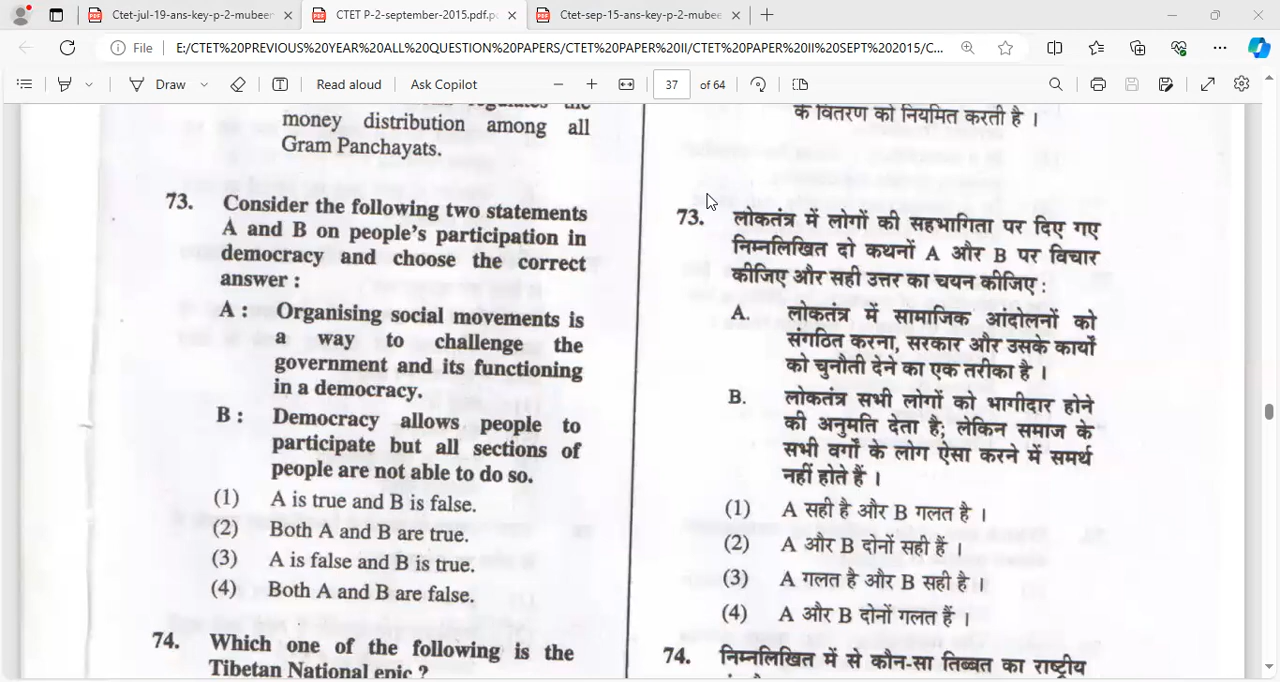 Ctet-jul-19-ans-key-p-2-mubeen
CTET P-2-september-2015.pdf.pd
Ctet-sep-15-ans-key-p-2-mubeen
File
E:/CTET%20PREVIOUS%20YEAR%20ALL%20QUESTION%20PAPERS/CTET%20PAPER%20II/CTET%20PAPER%20II%20SEPT%202015/C...
Draw
Read aloud
Ask Copilot
37 of 64
money distribution among all
Gram Panchayats.
73. Consider the following two statements
A and B on people's participation in
democracy and choose the correct
answer :
A : Organising social movements is
a way to challenge the
government and its functioning
in a democracy.
B : Democracy allows people to
participate but all sections of
people are not able to do so.
(1) A is true and B is false.
(2) Both A and B are true.
(3) A is false and B is true.
(4) Both A and B are false.
74. Which one of the following is the
Tibetan National epic ?
के वितरण को नियमित करती है ।
73. लोकतंत्र में लोगों की सहभागिता पर दिए गए
निम्नलिखित दो कथनों A और B पर विचार
कीजिए और सही उत्तर का चयन कीजिए :
A. लोकतंत्र में सामाजिक आंदोलनों को
संगठित करना, सरकार और उसके कार्यों
को चुनौती देने का एक तरीका है ।
B. लोकतंत्र सभी लोगों को भागीदार होने
की अनुमति देता है; लेकिन समाज के
सभी वर्गों के लोग ऐसा करने में समर्थ
नहीं होते हैं ।
(1) A सही है और B गलत है ।
(2) A और B दोनों सही हैं ।
(3) A गलत है और B सही है ।
(4) A और B दोनों गलत हैं ।
74. निम्नलिखित में से कौन-सा तिब्बत का राष्ट्रीय